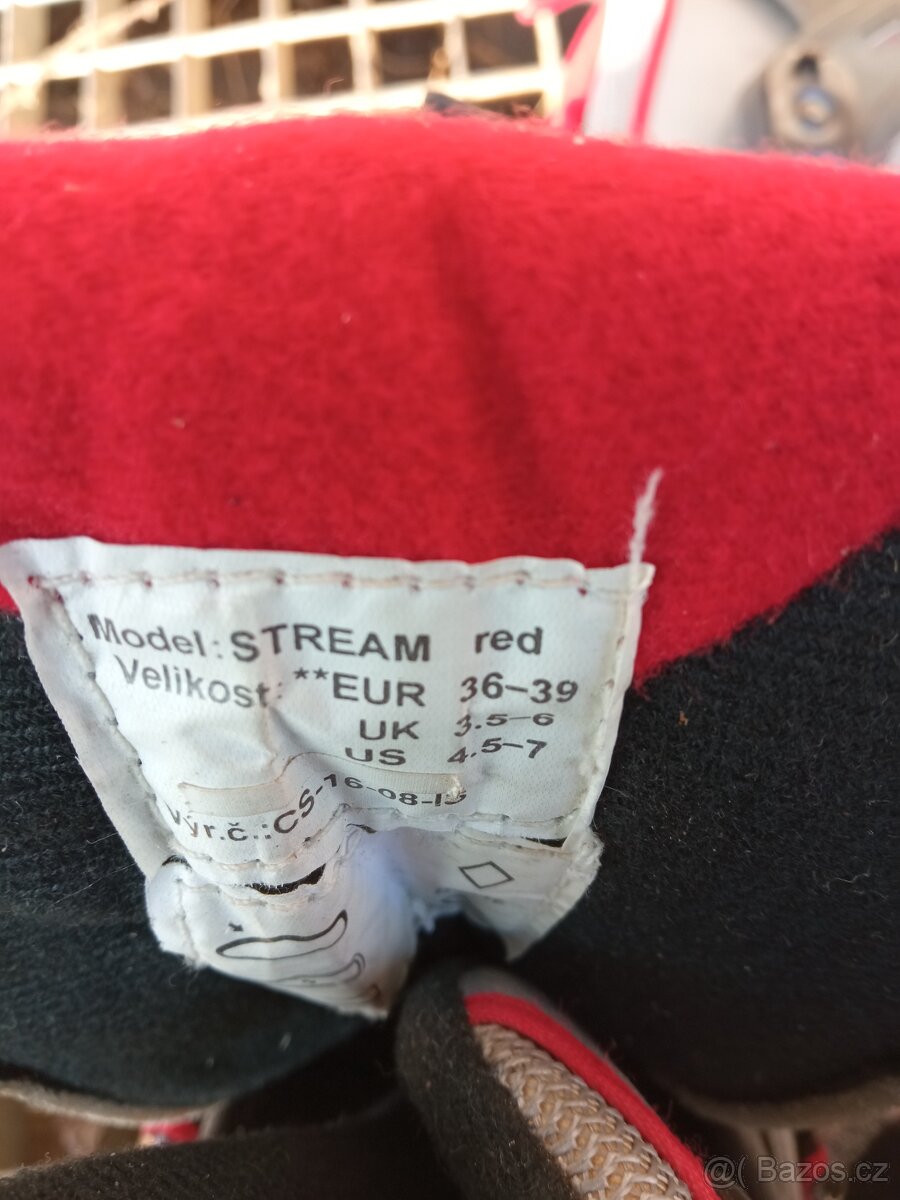 Model: STREAM red
Velikost: **EUR 36-39
UK 3.5-6
US 4.5-7
Výr.č.:CS-16-08-IS
Bazos.cz